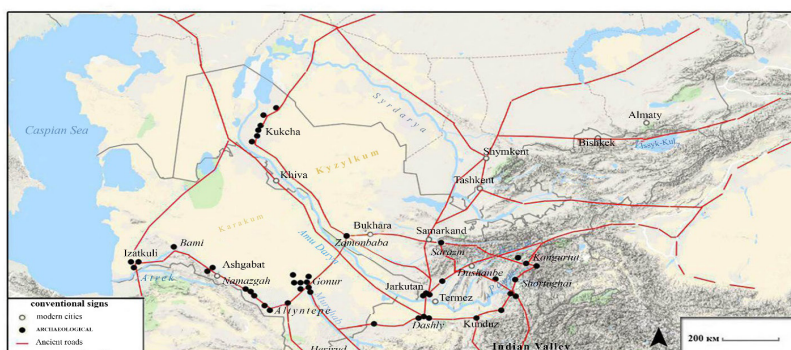 Syrdarya
Almaty
Caspian Sea
Kukcha
Bishkek
Issyk-Kul
Kyzylkum
Shymkent
Khiva
Tashkent
Karakum
Bukhara
Samarkand
Zamonbaba
Sarazm
Bami
Amu Darya
Izatkuli
Kangurtut
Ashgabat
Dushanbe
Atrek
Namazgah
Gonur
Shortughai
Jarkutan
Termez
Altyntepe
Dashly
Kunduz
Harirud
Indian Valley
conventional signs
modern cities
ARCHAEOLOGICAL
Ancient roads
200 км